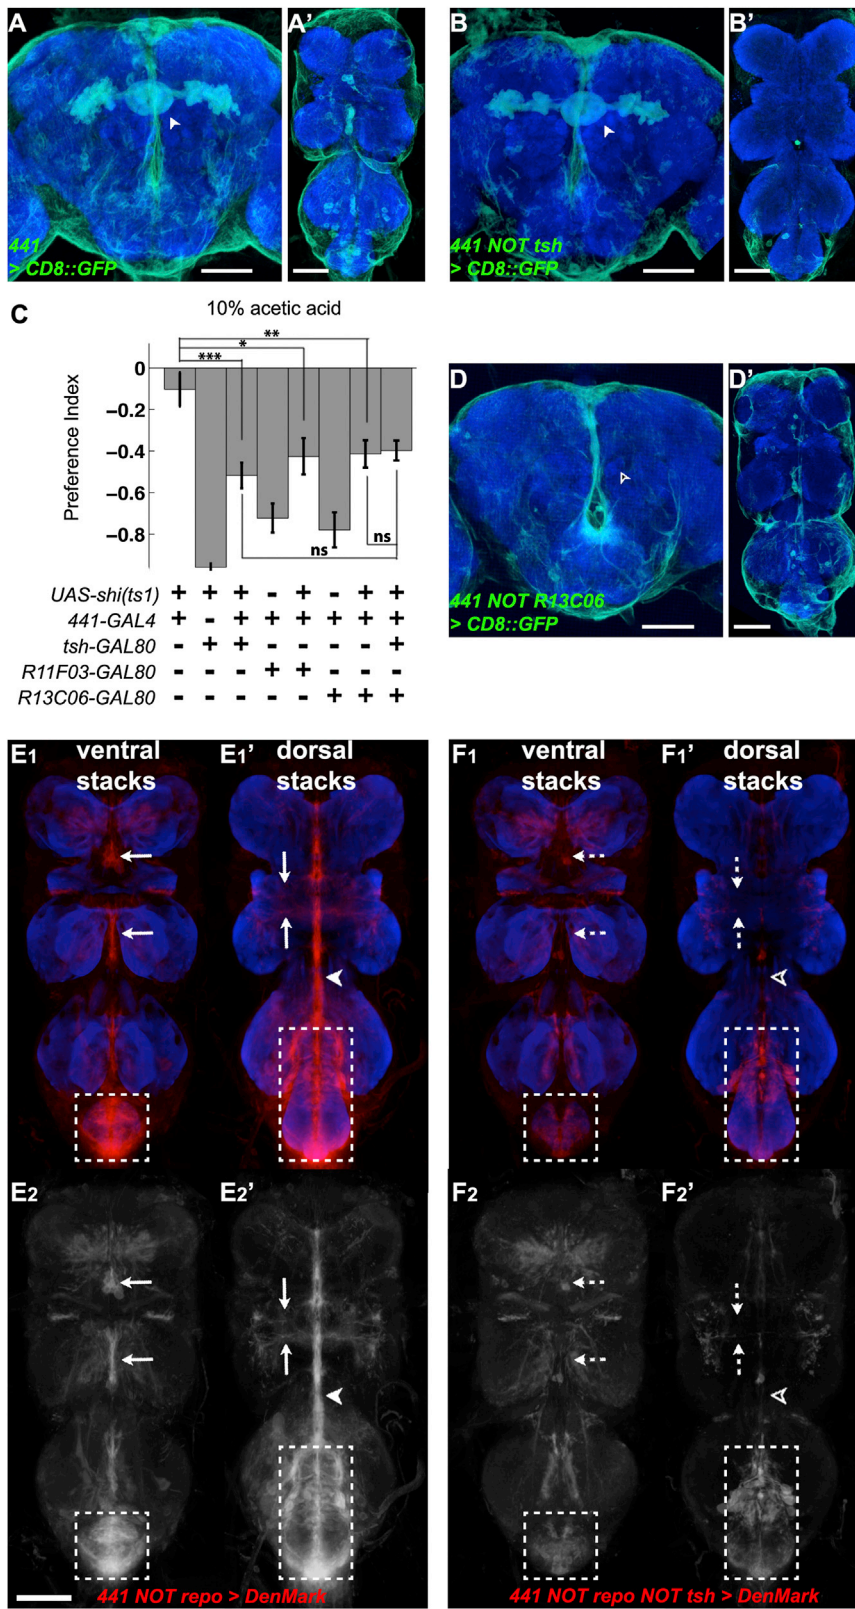 A
A'
441
> CD8::GFP
B
B'
441 NOT tsh
> CD8::GFP
C
10% acetic acid
**
*
***
0
−0.2
−0.4
−0.6
−0.8
Preference Index
ns
ns
UAS-shi(ts1) + + + - + - + +
441-GAL4 + - + + + + + +
tsh-GAL80 - + + - - - - +
R11F03-GAL80 - - - + + - - -
R13C06-GAL80 - - - - - + + +
D
D'
441 NOT R13C06
> CD8::GFP
E1 ventral stacks
E1' dorsal stacks
F1 ventral stacks
F1' dorsal stacks
E2
E2'
F2
F2'
441 NOT repo > DenMark
441 NOT repo NOT tsh > DenMark